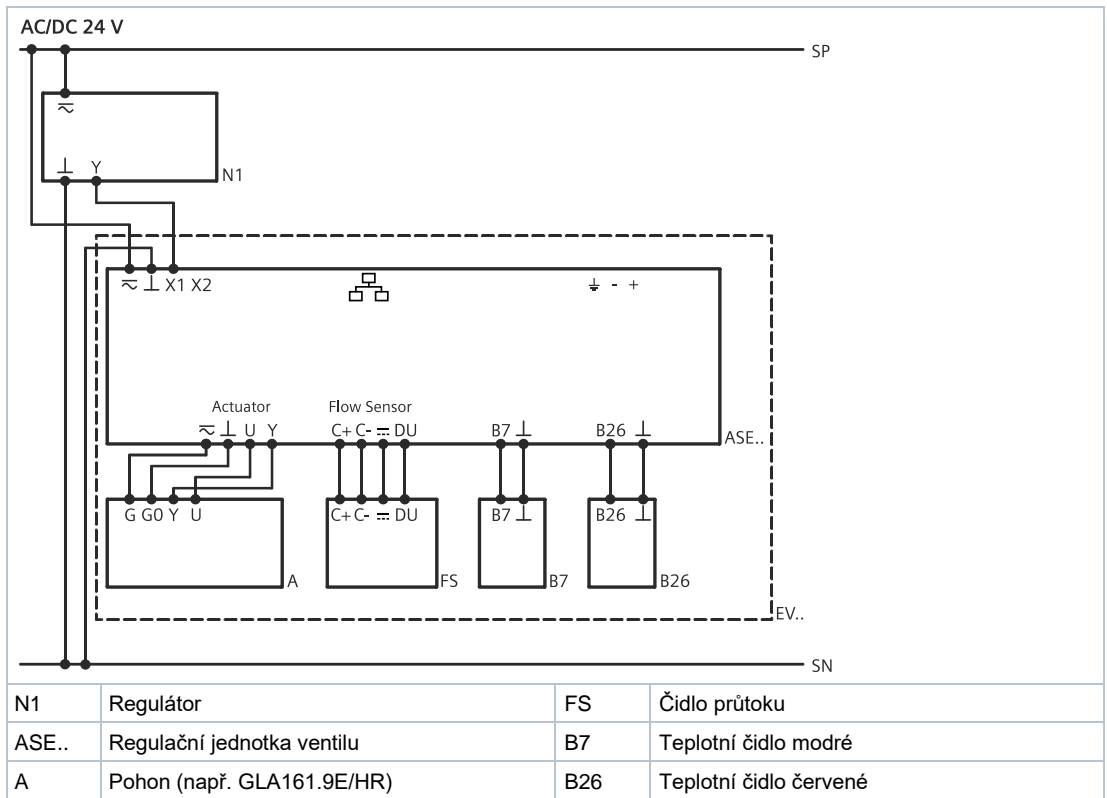 AC/DC 24 V
SP
≂
⊥ Y
N1
≂ ⊥ X1 X2
⏚ - +
Actuator Flow Sensor
≂ ⊥ U Y C+ C- ⎓ DU B7 ⊥ B26 ⊥
ASE..
G G0 Y U C+ C- ⎓ DU B7 ⊥ B26 ⊥
A FS B7 B26
EV..
SN
N1 Regulátor FS Čidlo průtoku
ASE.. Regulační jednotka ventilu B7 Teplotní čidlo modré
A Pohon (např. GLA161.9E/HR) B26 Teplotní čidlo červené